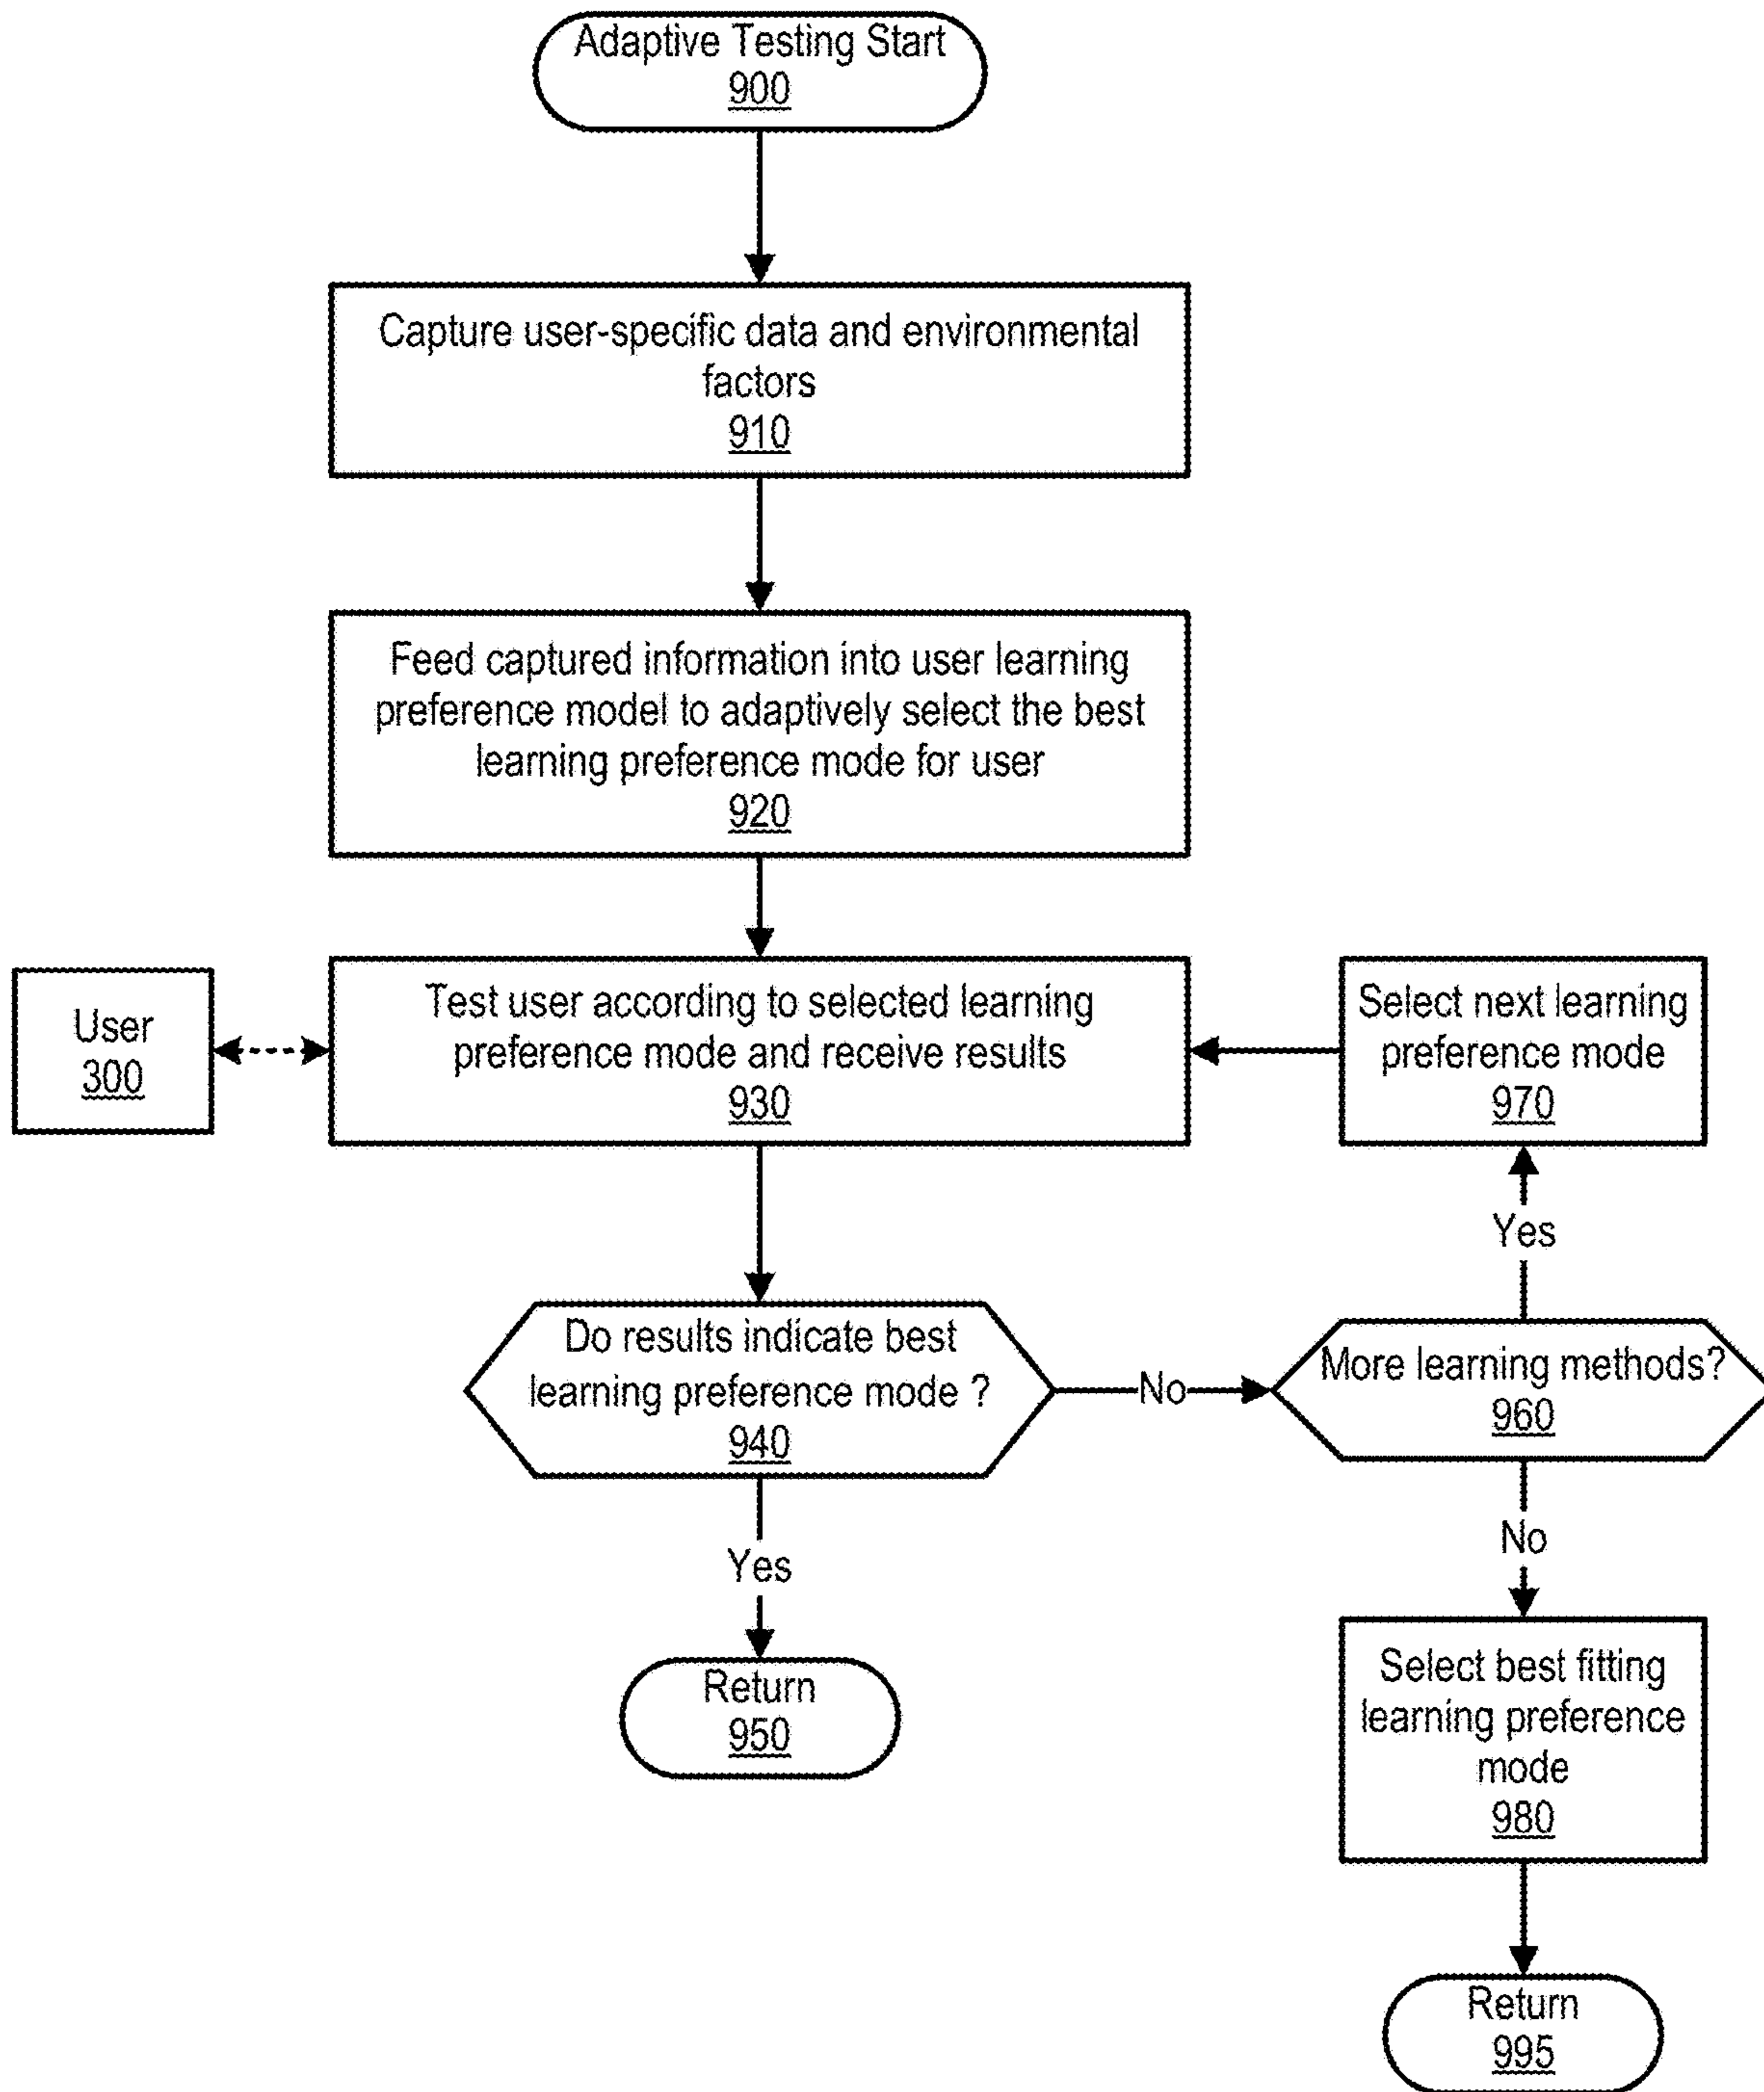 Adaptive Testing Start
900
Capture user-specific data and environmental
factors
910
Feed captured information into user learning
preference model to adaptively select the best
learning preference mode for user
920
User
300
Test user according to selected learning
preference mode and receive results
930
Select next learning
preference mode
970
Yes
Do results indicate best
learning preference mode ?
940
No
More learning methods?
960
Yes
No
Return
950
Select best fitting
learning preference
mode
980
Return
995